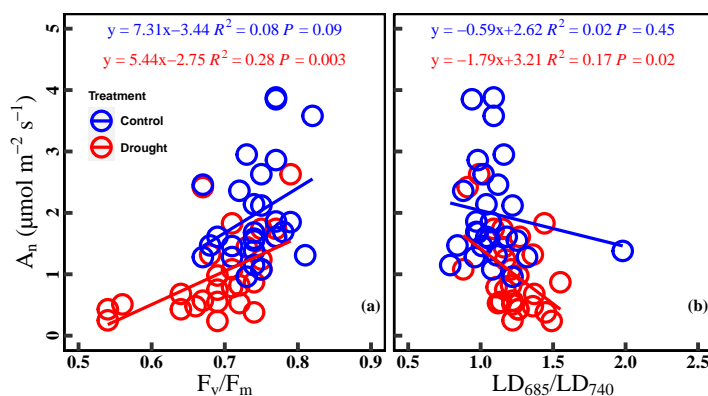 y = 7.31x−3.44 R² = 0.08 P = 0.09
y = 5.44x−2.75 R² = 0.28 P = 0.003
y = −0.59x+2.62 R² = 0.02 P = 0.45
y = −1.79x+3.21 R² = 0.17 P = 0.02
Treatment
Control
Drought
(a)
(b)
Aₙ (μmol m⁻² s⁻¹)
5
4
3
2
1
0
0.5 0.6 0.7 0.8 0.9
0.5 1.0 1.5 2.0 2.5
Fᵥ/Fₘ
LD₆₈₅/LD₇₄₀